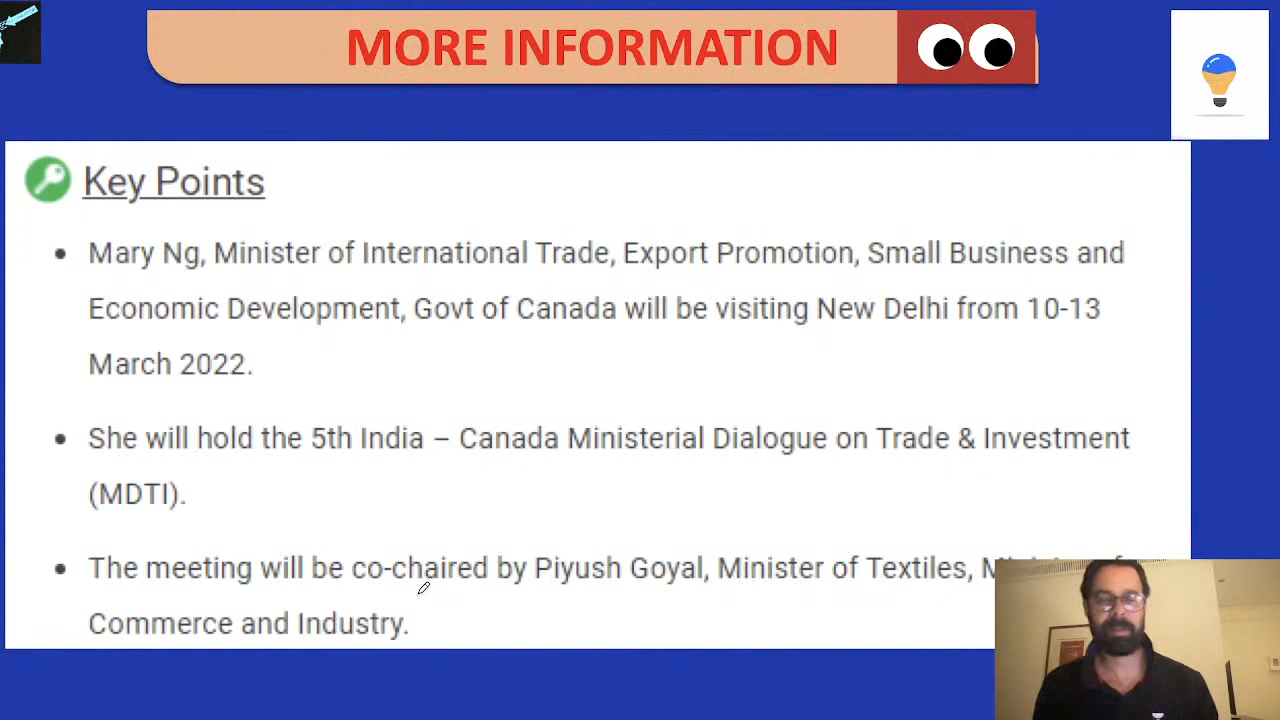 MORE INFORMATION
Key Points
• Mary Ng, Minister of International Trade, Export Promotion, Small Business and
Economic Development, Govt of Canada will be visiting New Delhi from 10-13
March 2022.
• She will hold the 5th India – Canada Ministerial Dialogue on Trade & Investment
(MDTI).
• The meeting will be co-chaired by Piyush Goyal, Minister of Textiles,
Commerce and Industry.